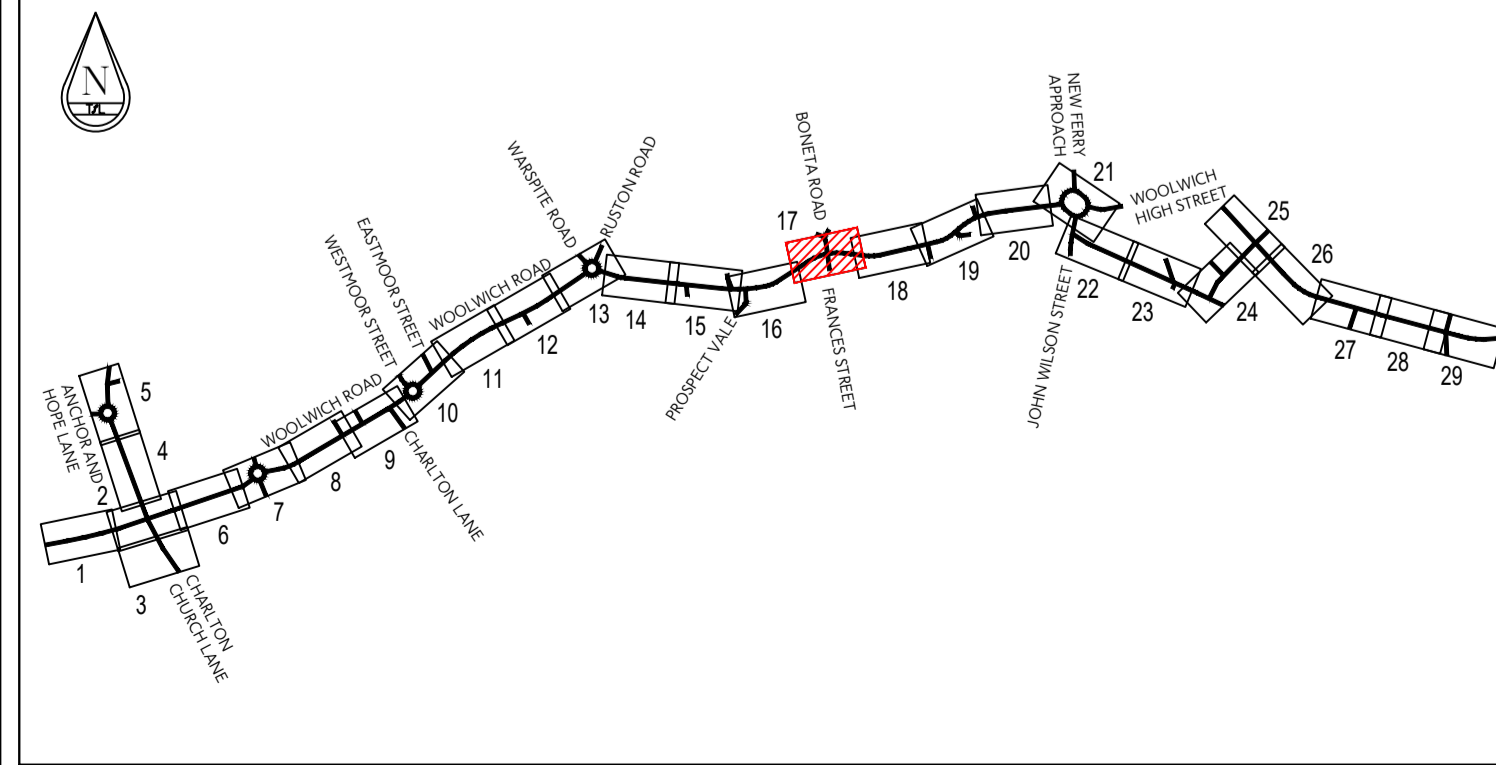 N
TfL
NEW FERRY
APPROACH
21
WOOLWICH
HIGH STREET
25
26
BONETA ROAD
17
RUSTON ROAD
WARSPITE ROAD
EASTMOOR STREET
WESTMOOR STREET
WOOLWICH ROAD
20
19
18
22
23
24
27
28
29
JOHN WILSON STREET
FRANCES STREET
PROSPECT VALE
16
15
14
13
12
11
10
WOOLWICH ROAD
5
ANCHOR AND
HOPE LANE
4
CHARLTON LANE
9
8
7
2
6
1
3
CHARLTON
CHURCH LANE